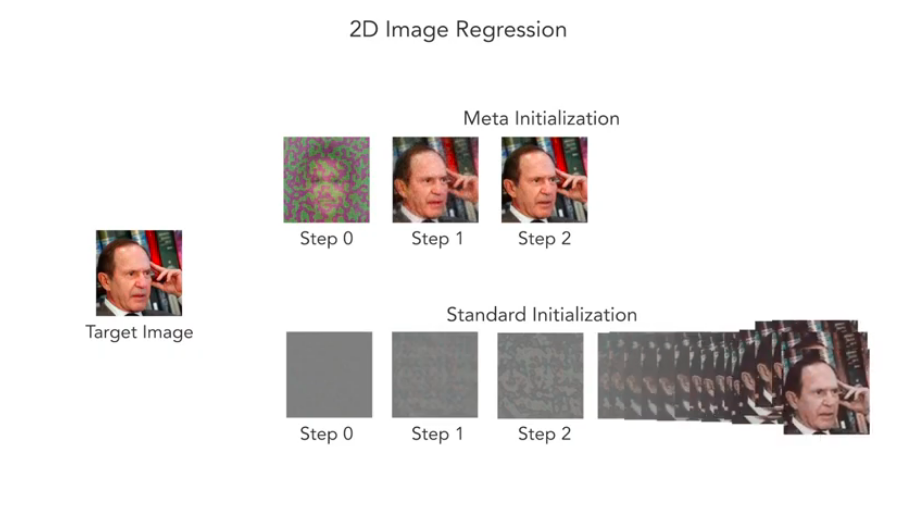 2D Image Regression
Meta Initialization
Step 0
Step 1
Step 2
Target Image
Standard Initialization
Step 0
Step 1
Step 2